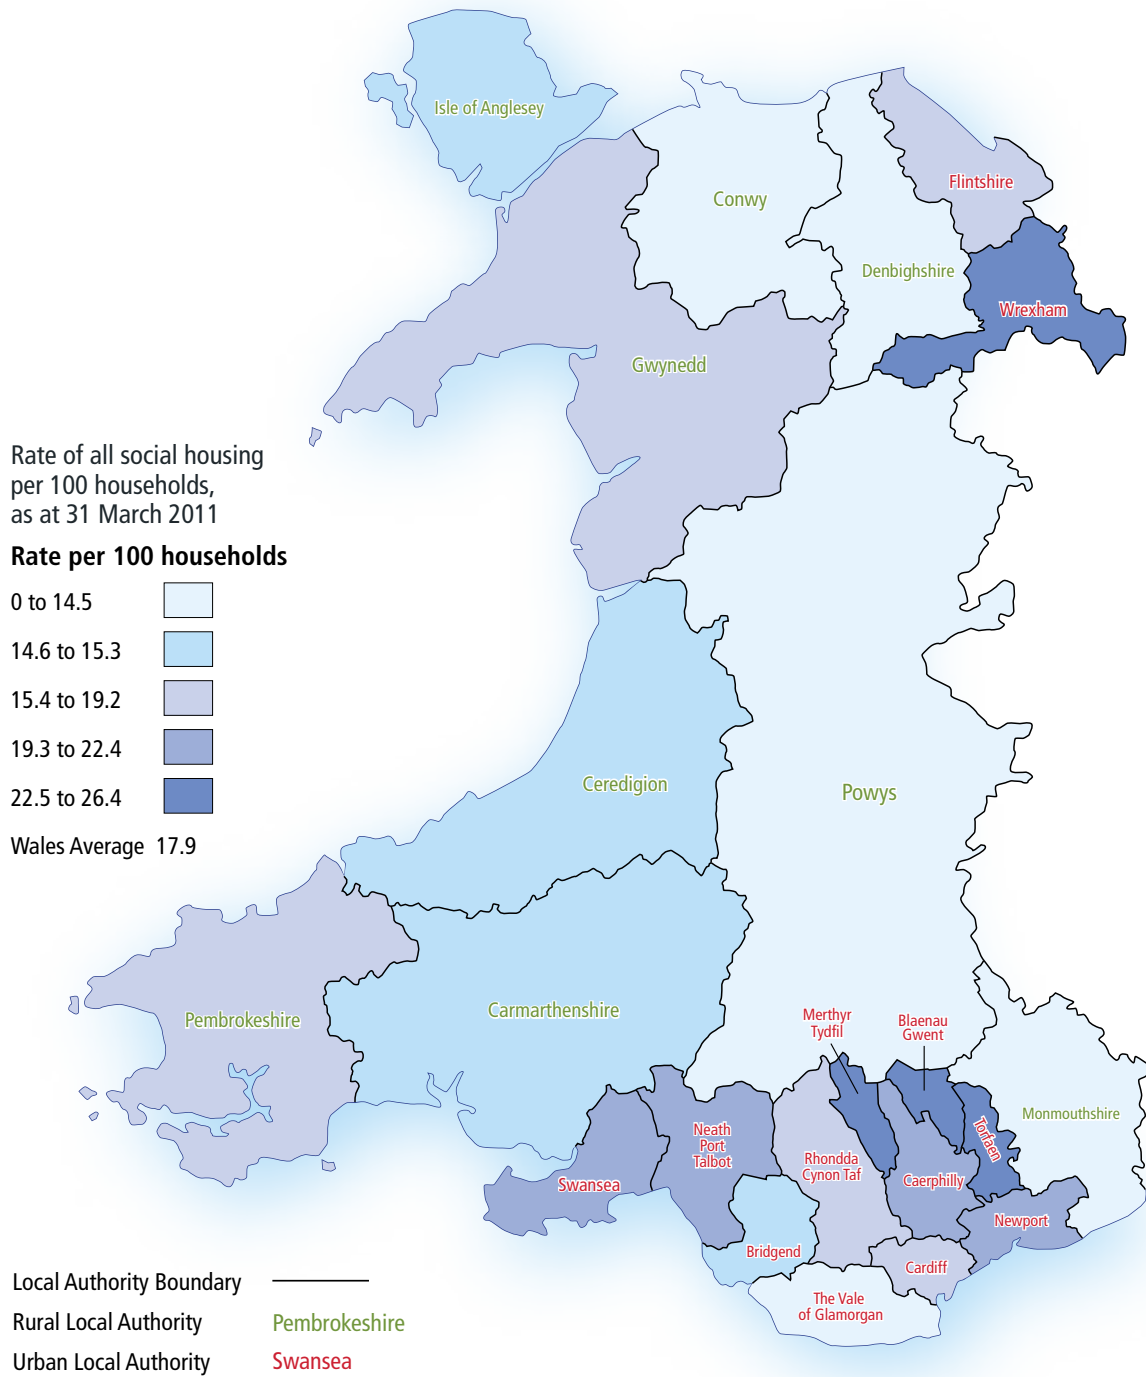 Isle of Anglesey
Flintshire
Conwy
Denbighshire
Wrexham
Gwynedd
Rate of all social housing
per 100 households,
as at 31 March 2011
Rate per 100 households
0 to 14.5
14.6 to 15.3
15.4 to 19.2
19.3 to 22.4
22.5 to 26.4
Wales Average 17.9
Ceredigion
Powys
Carmarthenshire
Pembrokeshire
Merthyr
Tydfil
Blaenau
Gwent
Monmouthshire
Torfaen
Neath
Port
Talbot
Rhondda
Cynon Taf
Caerphilly
Swansea
Newport
Bridgend
Cardiff
The Vale
of Glamorgan
Local Authority Boundary
Rural Local Authority Pembrokeshire
Urban Local Authority Swansea